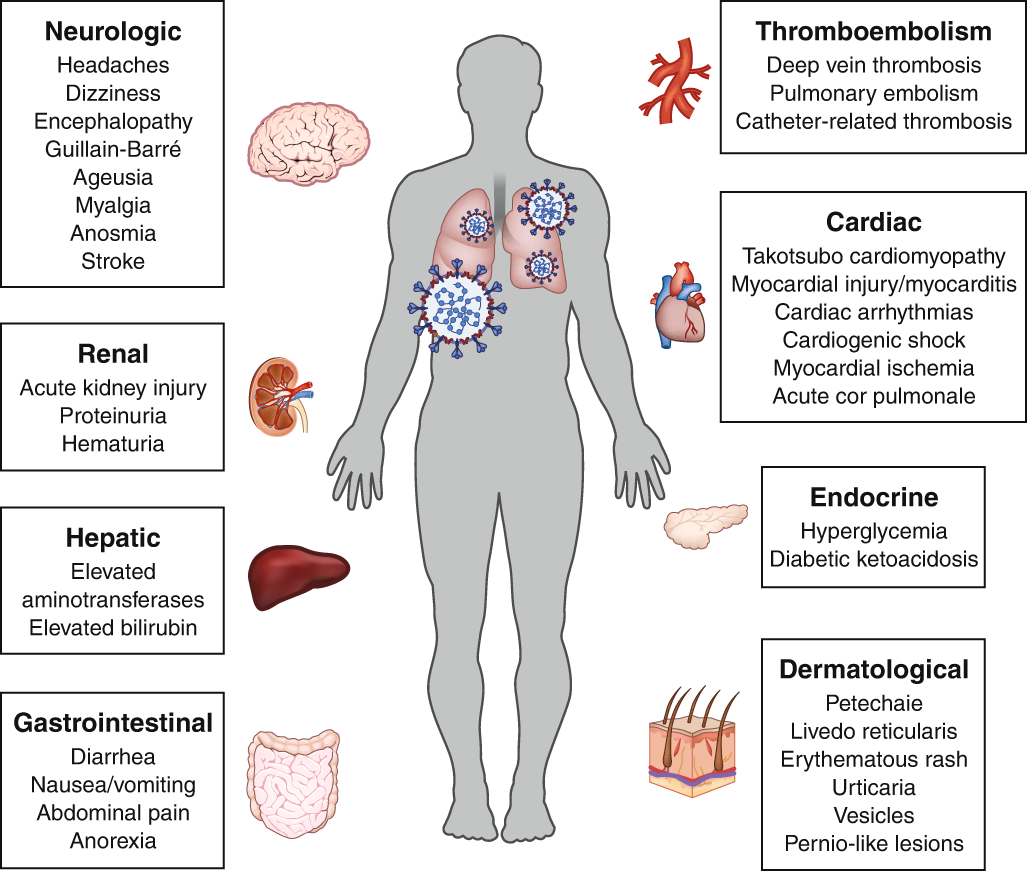 Neurologic
Headaches
Dizziness
Encephalopathy
Guillain-Barré
Ageusia
Myalgia
Anosmia
Stroke
Renal
Acute kidney injury
Proteinuria
Hematuria
Hepatic
Elevated
aminotransferases
Elevated bilirubin
Gastrointestinal
Diarrhea
Nausea/vomiting
Abdominal pain
Anorexia
Thromboembolism
Deep vein thrombosis
Pulmonary embolism
Catheter-related thrombosis
Cardiac
Takotsubo cardiomyopathy
Myocardial injury/myocarditis
Cardiac arrhythmias
Cardiogenic shock
Myocardial ischemia
Acute cor pulmonale
Endocrine
Hyperglycemia
Diabetic ketoacidosis
Dermatological
Petechaie
Livedo reticularis
Erythematous rash
Urticaria
Vesicles
Pernio-like lesions